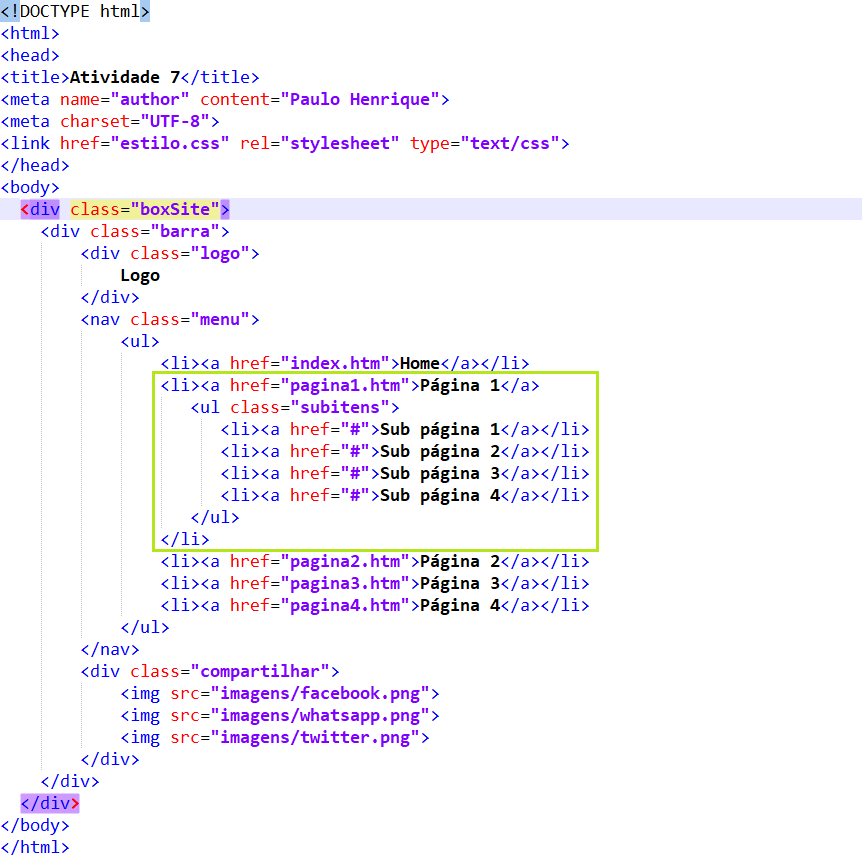 <!DOCTYPE html>
<html>
<head>
<title>Atividade 7</title>
<meta name="author" content="Paulo Henrique">
<meta charset="UTF-8">
<link href="estilo.css" rel="stylesheet" type="text/css">
</head>
<body>
<div class="boxSite">
<div class="barra">
<div class="logo">
Logo
</div>
<nav class="menu">
<ul>
<li><a href="index.htm">Home</a></li>
<li><a href="pagina1.htm">Página 1</a>
<ul class="subitens">
<li><a href="#">Sub página 1</a></li>
<li><a href="#">Sub página 2</a></li>
<li><a href="#">Sub página 3</a></li>
<li><a href="#">Sub página 4</a></li>
</ul>
</li>
<li><a href="pagina2.htm">Página 2</a></li>
<li><a href="pagina3.htm">Página 3</a></li>
<li><a href="pagina4.htm">Página 4</a></li>
</ul>
</nav>
<div class="compartilhar">
<img src="imagens/facebook.png">
<img src="imagens/whatsapp.png">
<img src="imagens/twitter.png">
</div>
</div>
</div>
</body>
</html>